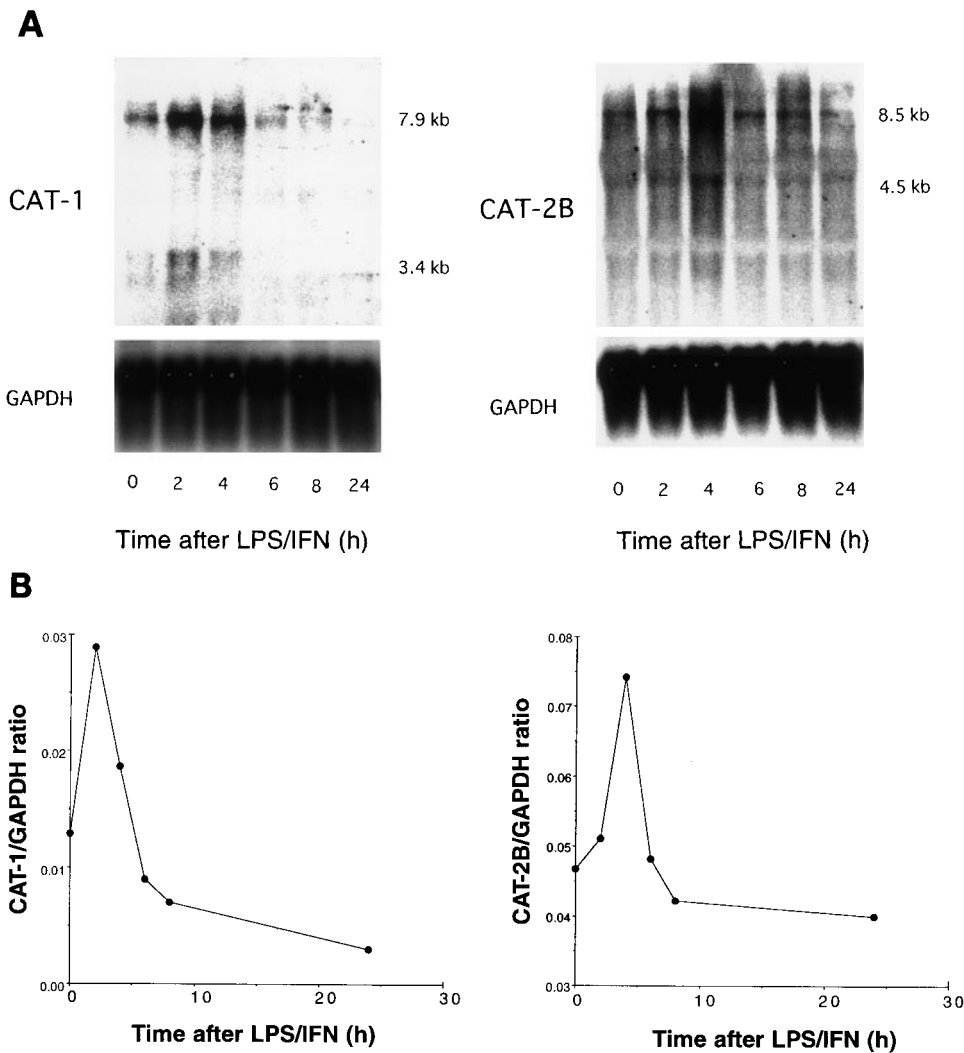 A
CAT-1
7.9 kb
3.4 kb
GAPDH
0 2 4 6 8 24
Time after LPS/IFN (h)
CAT-2B
8.5 kb
4.5 kb
GAPDH
0 2 4 6 8 24
Time after LPS/IFN (h)
B
CAT-1/GAPDH ratio
0.03
0.02
0.01
0.00
0 10 20 30
Time after LPS/IFN (h)
CAT-2B/GAPDH ratio
0.08
0.07
0.06
0.05
0.04
0.03
0 10 20 30
Time after LPS/IFN (h)